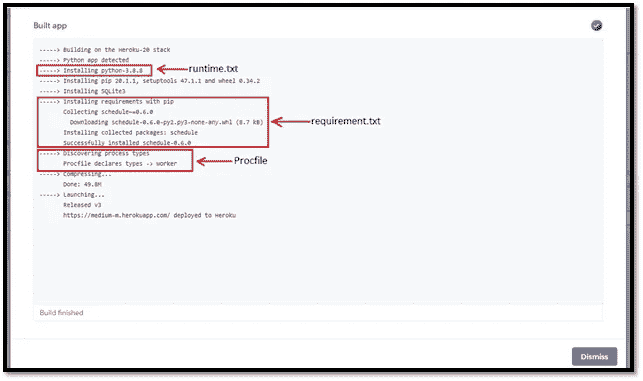 Built app
-----> Building on the Heroku-20 stack
-----> Python app detected
-----> Installing python-3.8.6
runtime.txt
-----> Installing pip 20.1.1, setuptools 47.1.1 and wheel 0.34.2
-----> Installing SQLite3
-----> Installing requirements with pip
Collecting schedule==0.6.0
Downloading schedule-0.6.0-py2.py3-none-any.whl (8.7 kB)
requirement.txt
Installing collected packages: schedule
Successfully installed schedule-0.6.0
-----> Discovering process types
Procfile declares types -> worker
Procfile
-----> Compressing...
Done: 49.8M
-----> Launching...
Released v3
https://medium-m.herokuapp.com/ deployed to Heroku
Build finished
Dismiss